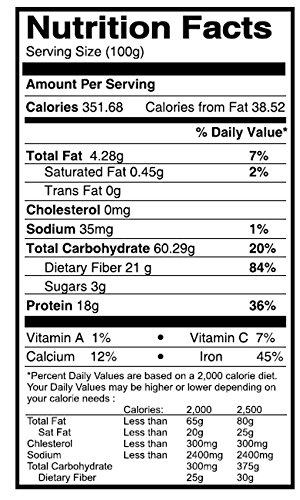 Nutrition Facts
Serving Size (100g)
Amount Per Serving
Calories 351.68 Calories from Fat 38.52
% Daily Value*
Total Fat 4.28g 7%
Saturated Fat 0.45g 2%
Trans Fat 0g
Cholesterol 0mg
Sodium 35mg 1%
Total Carbohydrate 60.29g 20%
Dietary Fiber 21 g 84%
Sugars 3g
Protein 18g 36%
Vitamin A 1% • Vitamin C 7%
Calcium 12% • Iron 45%
*Percent Daily Values are based on a 2,000 calorie diet.
Your Daily Values may be higher or lower depending on
your calorie needs :
Calories: 2,000 2,500
Total Fat Less than 65g 80g
Sat Fat Less than 20g 25g
Chlesterol Less than 300mg 300mg
Sodium Less than 2400mg 2400mg
Total Carbohydrate 300mg 375g
Dietary Fiber 25g 30g